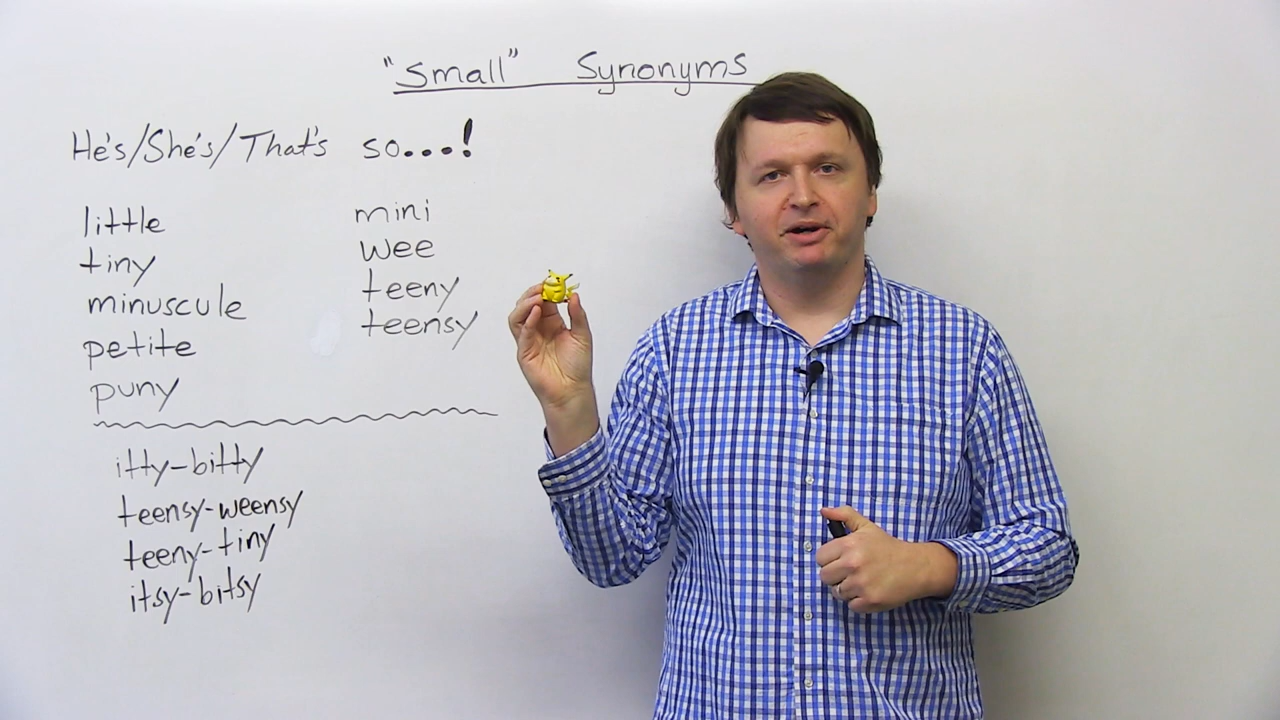 "Small" Synonyms
He's/She's/That's so...!
little
tiny
minuscule
petite
puny
mini
wee
teeny
teensy
itty-bitty
teensy-weensy
teeny-tiny
itsy-bitsy